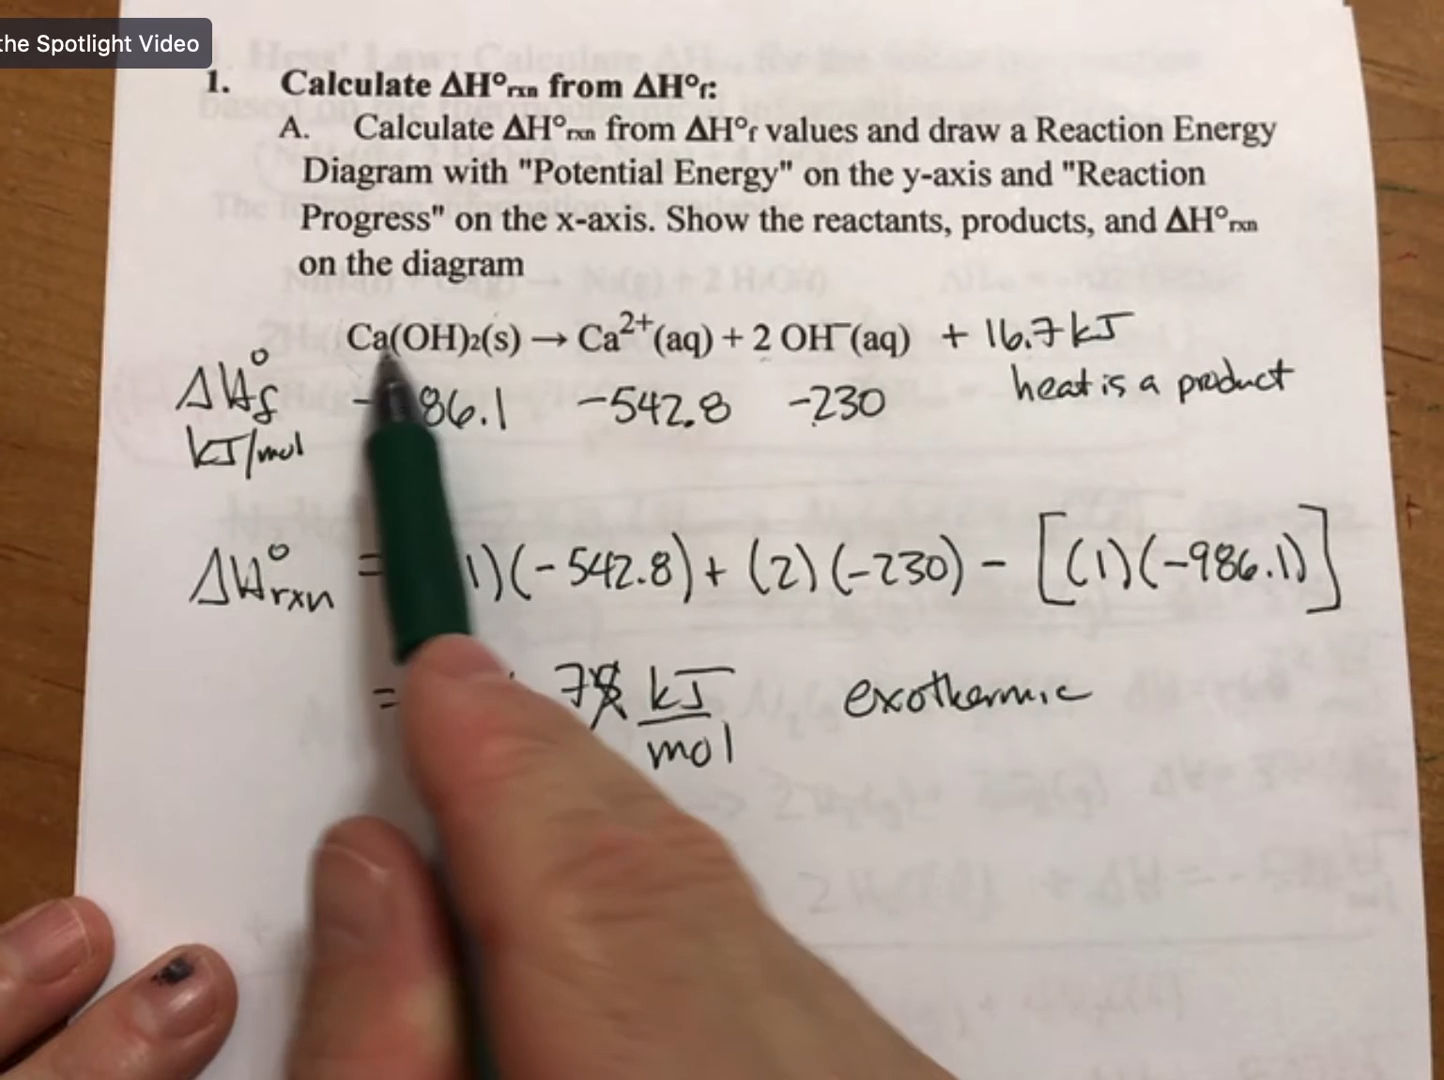 the Spotlight Video
1. Calculate ΔH°rxn from ΔH°f:
A. Calculate ΔH°rxn from ΔH°f values and draw a Reaction Energy
Diagram with "Potential Energy" on the y-axis and "Reaction
Progress" on the x-axis. Show the reactants, products, and ΔH°rxn
on the diagram
Ca(OH)₂(s) → Ca²⁺(aq) + 2 OH⁻(aq) + 16.7 kJ
heat is a product
ΔH°f - 86.1 -542.8 -230
kJ/mol
ΔH°rxn = 1)(-542.8) + (2)(-230) - [(1)(-986.1)]
= 7 kJ/mol exothermic